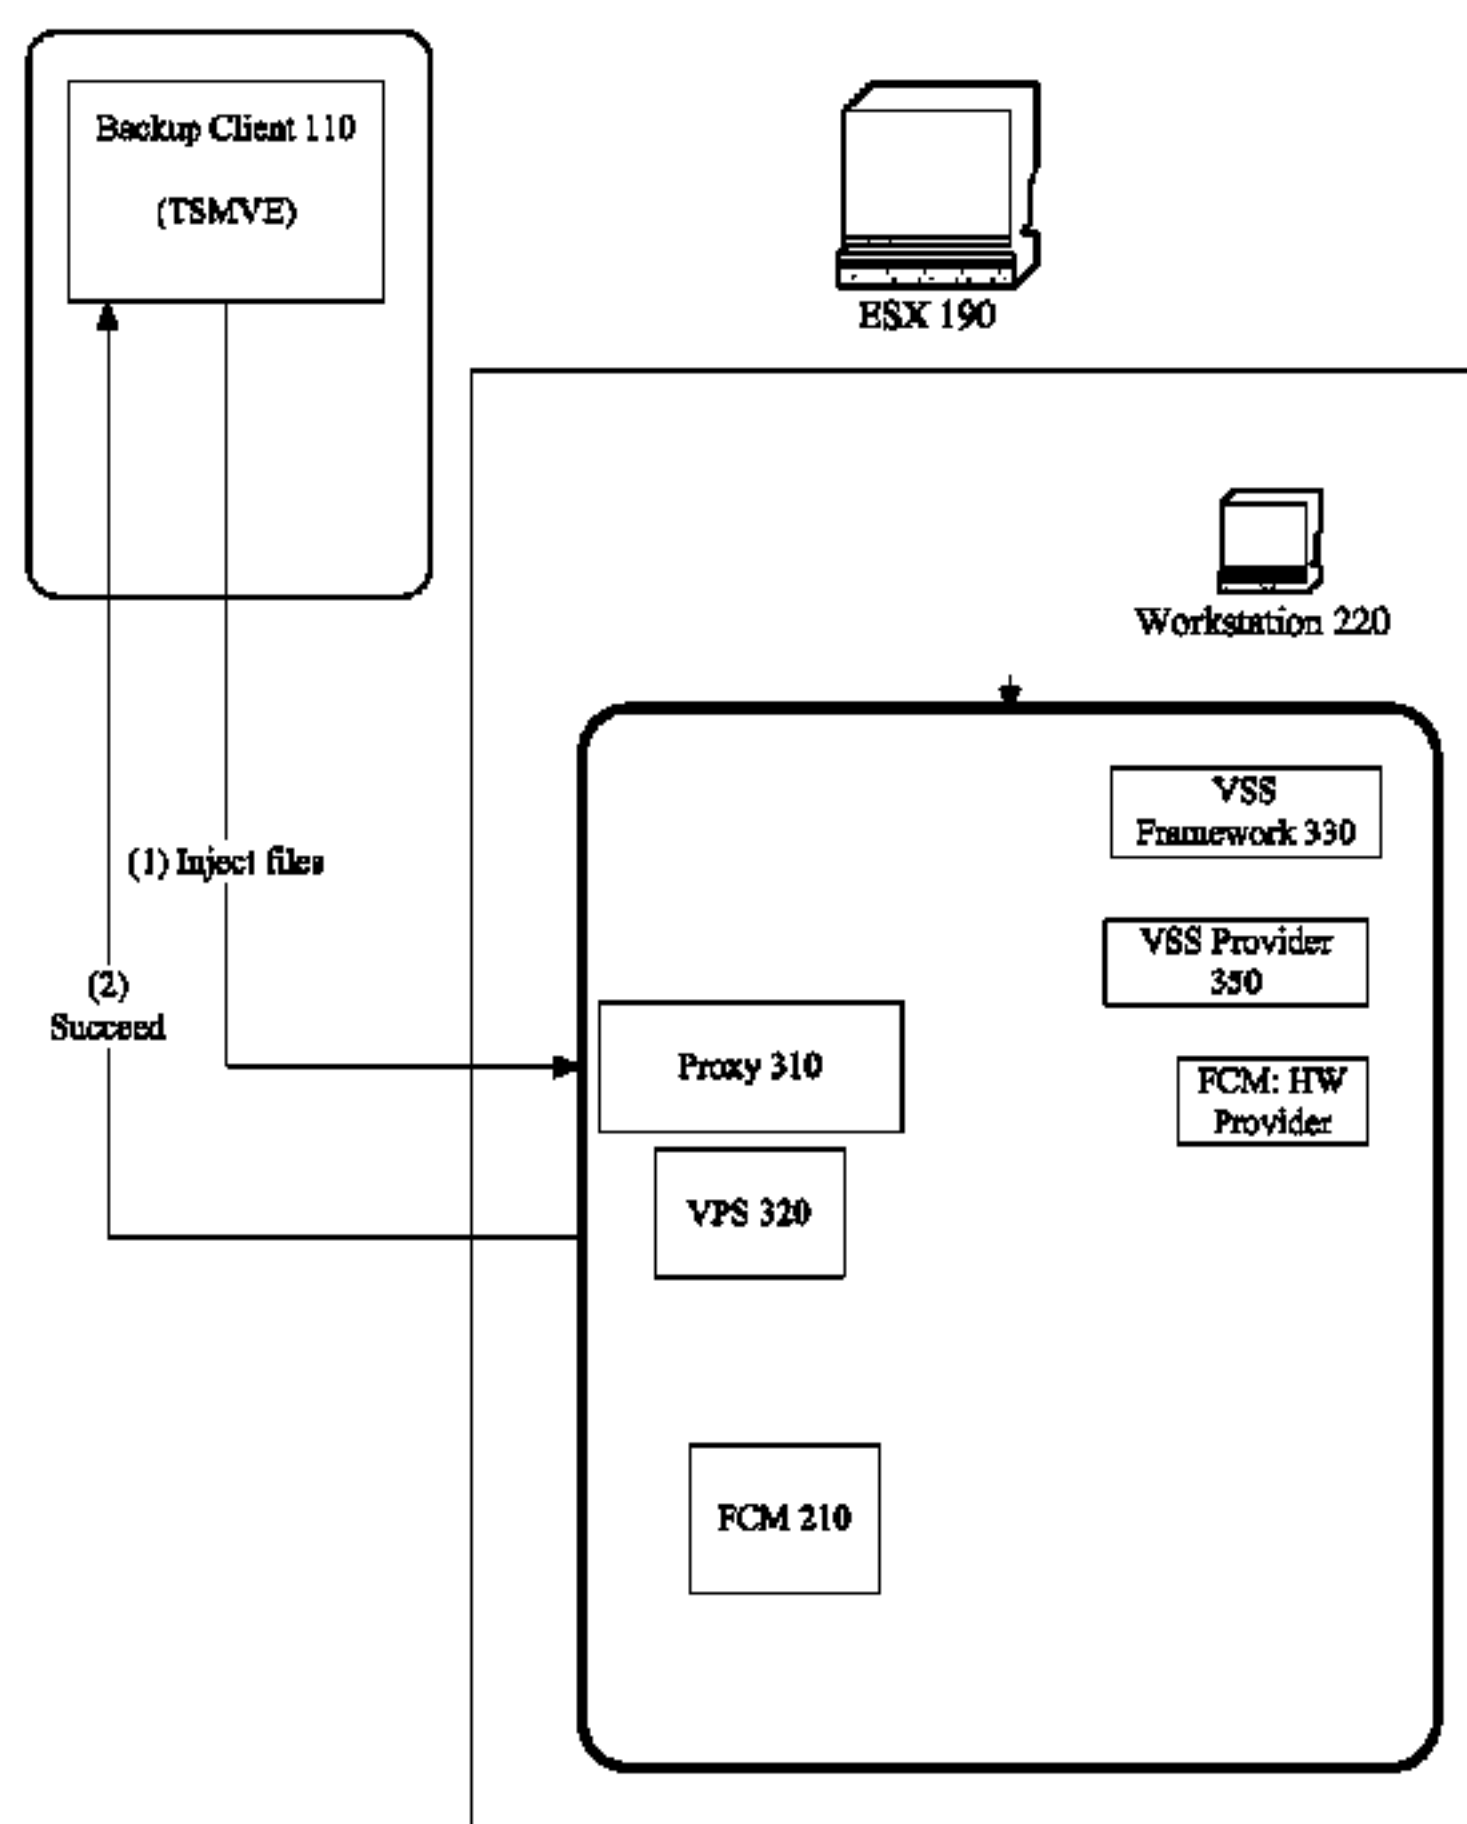 Backup Client 110
(TSMVE)
ESX 190
Workstation 220
VSS
Framework 330
(1) Inject files
VSS Provider
350
(2)
Succeed
Proxy 310
FCM: HW
Provider
VPS 320
FCM 210